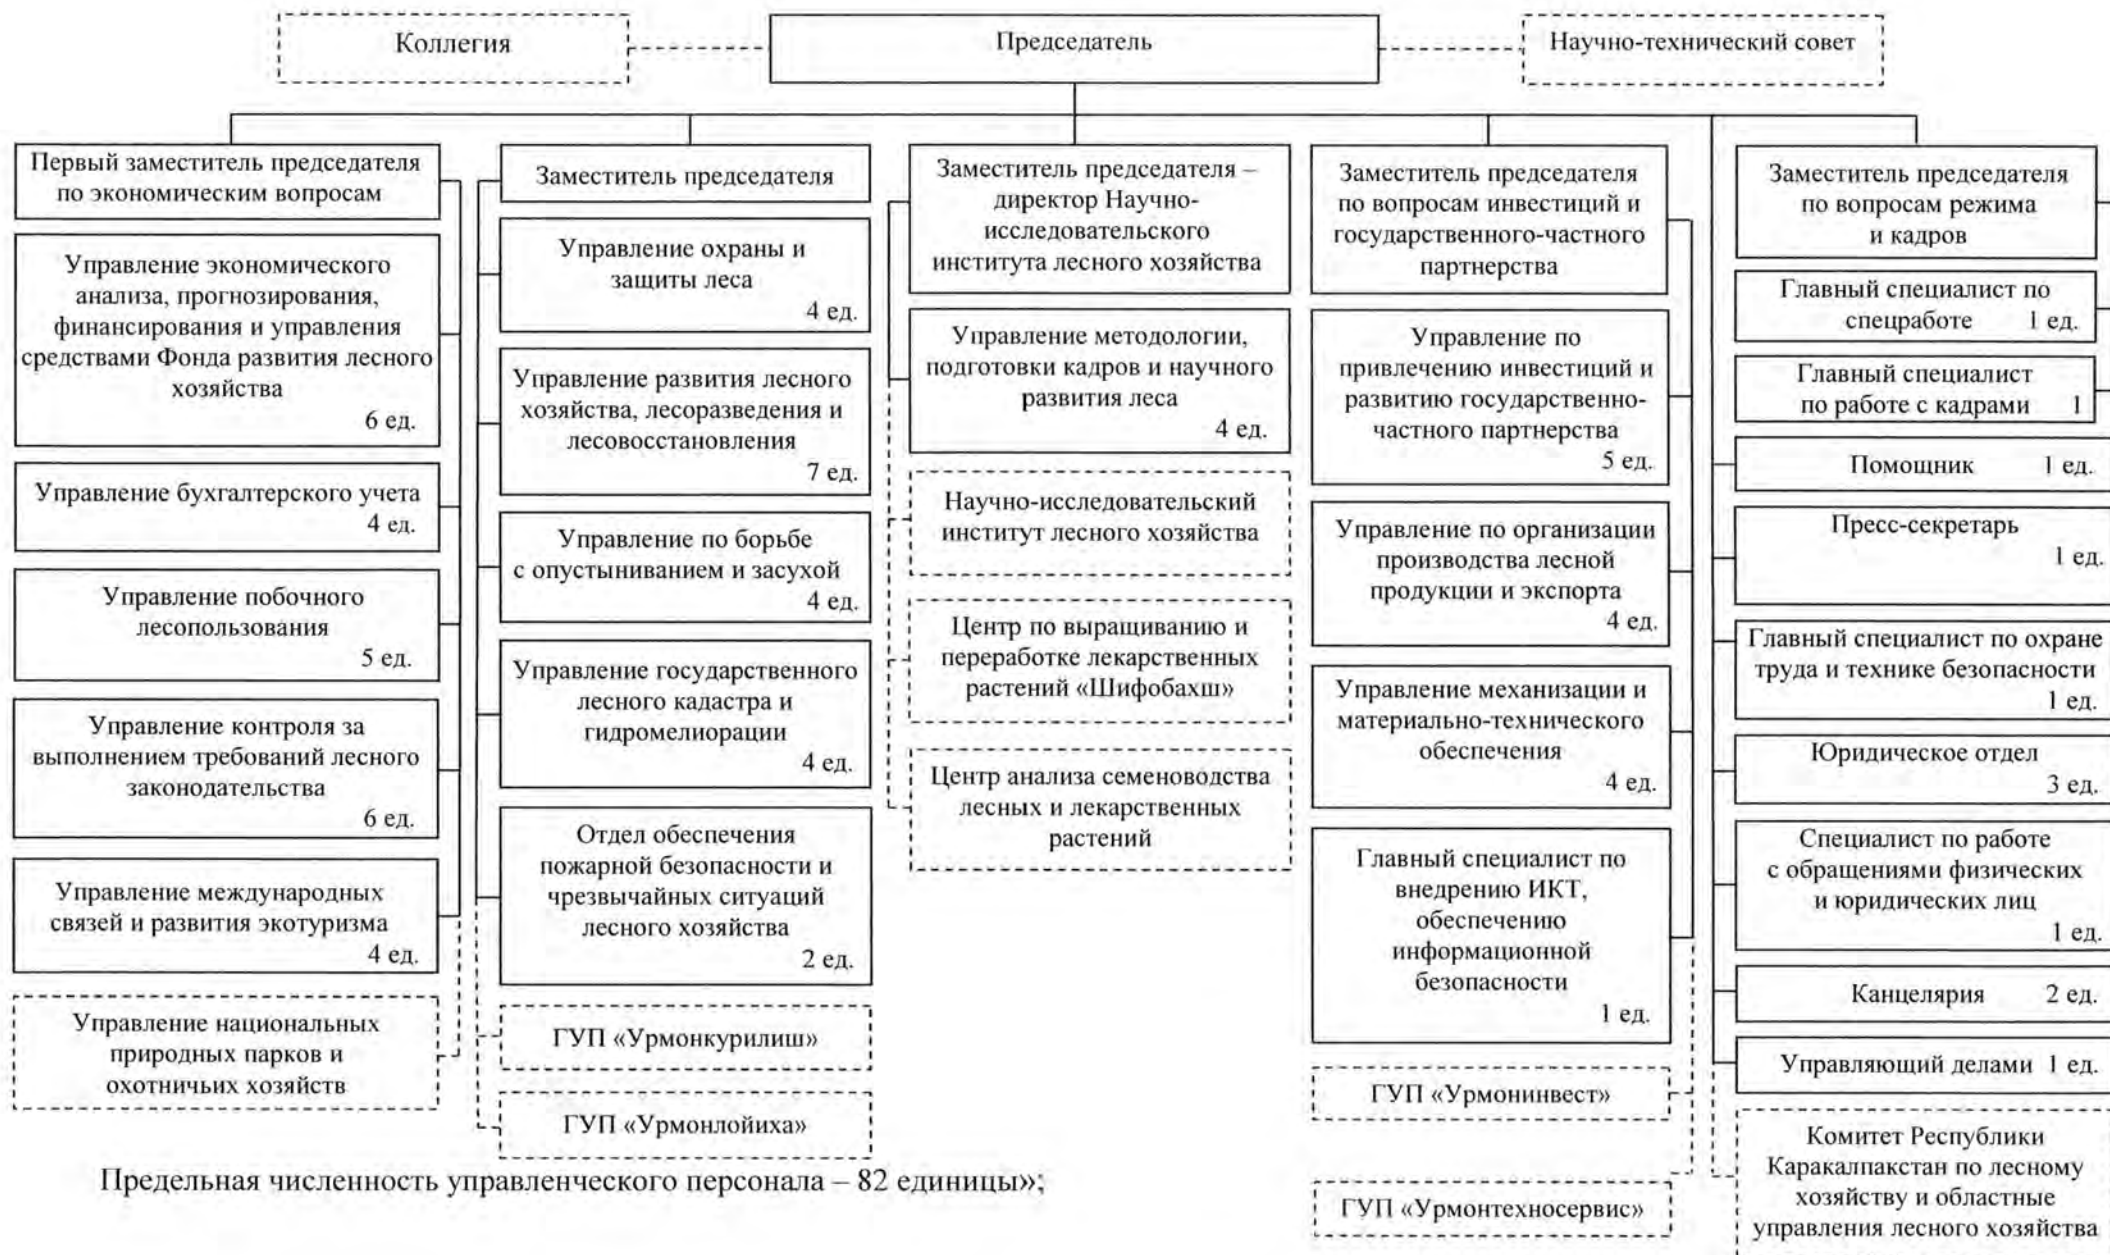 Коллегия
Председатель
Научно-технический совет
Первый заместитель председателя
по экономическим вопросам
Управление экономического
анализа, прогнозирования,
финансирования и управления
средствами Фонда развития лесного
хозяйства
6 ед.
Управление бухгалтерского учета
4 ед.
Управление побочного
лесопользования
5 ед.
Управление контроля за
выполнением требований лесного
законодательства
6 ед.
Управление международных
связей и развития экотуризма
4 ед.
Управление национальных
природных парков и
охотничьих хозяйств
Заместитель председателя
Управление охраны и
защиты леса
4 ед.
Управление развития лесного
хозяйства, лесоразведения и
лесовосстановления
7 ед.
Управление по борьбе
с опустыниванием и засухой
4 ед.
Управление государственного
лесного кадастра и
гидромелиорации
4 ед.
Отдел обеспечения
пожарной безопасности и
чрезвычайных ситуаций
лесного хозяйства
2 ед.
ГУП «Урмонкурилиш»
ГУП «Урмонлойиха»
Заместитель председателя –
директор Научно-
исследовательского
института лесного хозяйства
Управление методологии,
подготовки кадров и научного
развития леса
4 ед.
Научно-исследовательский
институт лесного хозяйства
Центр по выращиванию и
переработке лекарственных
растений «Шифобахш»
Центр анализа семеноводства
лесных и лекарственных
растений
Заместитель председателя
по вопросам инвестиций и
государственного-частного
партнерства
Управление по
привлечению инвестиций и
развитию государственно-
частного партнерства
5 ед.
Управление по организации
производства лесной
продукции и экспорта
4 ед.
Управление механизации и
материально-технического
обеспечения
4 ед.
Главный специалист по
внедрению ИКТ,
обеспечению
информационной
безопасности
1 ед.
ГУП «Урмонинвест»
ГУП «Урмонтехносервис»
Заместитель председателя
по вопросам режима
и кадров
Главный специалист по
спецработе 1 ед.
Главный специалист
по работе с кадрами 1
Помощник 1 ед.
Пресс-секретарь
1 ед.
Главный специалист по охране
труда и технике безопасности
1 ед.
Юридическое отдел
3 ед.
Специалист по работе
с обращениями физических
и юридических лиц
1 ед.
Канцелярия 2 ед.
Управляющий делами 1 ед.
Комитет Республики
Каракалпакстан по лесному
хозяйству и областные
управления лесного хозяйства
Предельная численность управленческого персонала – 82 единицы»;